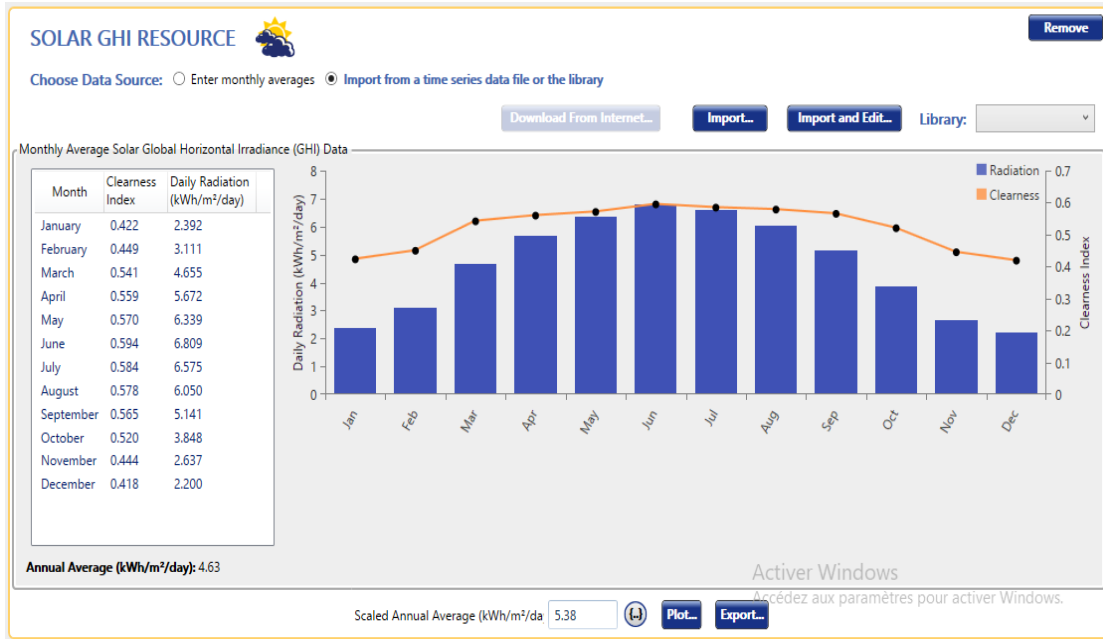 SOLAR GHI RESOURCE
Remove
Choose Data Source: Enter monthly averages Import from a time series data file or the library
Download From Internet... Import... Import and Edit... Library:
Monthly Average Solar Global Horizontal Irradiance (GHI) Data
Month Clearness Index Daily Radiation (kWh/m²/day)
January 0.422 2.392
February 0.449 3.111
March 0.541 4.655
April 0.559 5.672
May 0.570 6.339
June 0.594 6.809
July 0.584 6.575
August 0.578 6.050
September 0.565 5.141
October 0.520 3.848
November 0.444 2.637
December 0.418 2.200
Daily Radiation (kWh/m²/day)
8
7
6
5
4
3
2
1
0
Jan Feb Mar Apr May Jun Jul Aug Sep Oct Nov Dec
Radiation
Clearness
0.7
0.6
0.5
0.4
0.3
0.2
0.1
0
Clearness Index
Annual Average (kWh/m²/day): 4.63
Activer Windows
Accédez aux paramètres pour activer Windows.
Scaled Annual Average (kWh/m²/da 5.38 {..} Plot... Export...